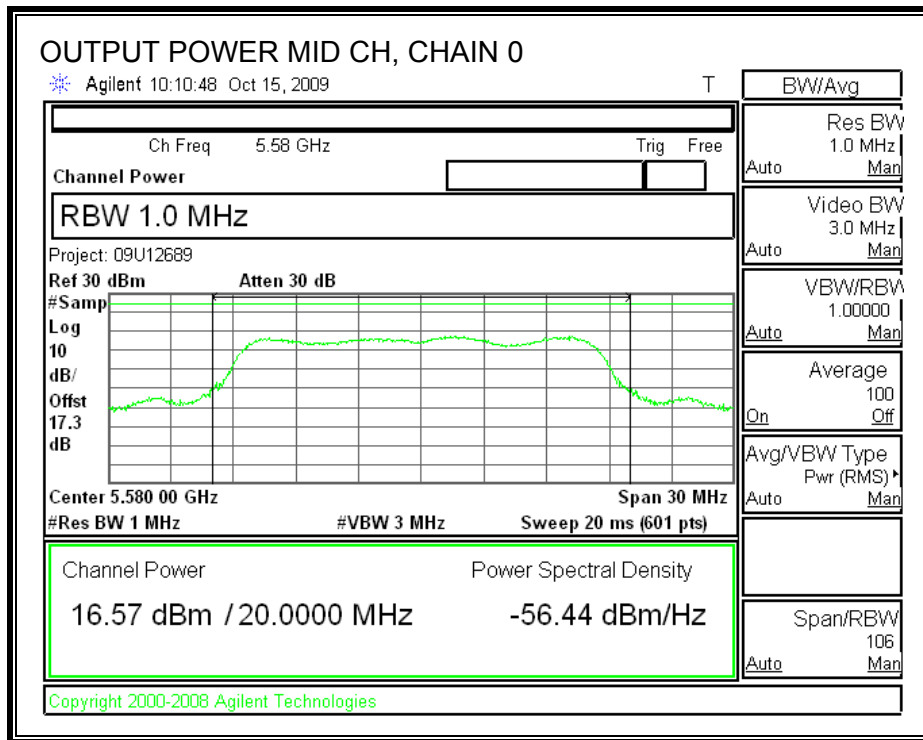 OUTPUT POWER MID CH, CHAIN 0
Agilent 10:10:48 Oct 15, 2009 T
Ch Freq 5.58 GHz Trig Free
Channel Power
RBW 1.0 MHz
Project: 09U12689
Ref 30 dBm Atten 30 dB
#Samp
Log
10
dB/
Offst
17.3
dB
Center 5.580 00 GHz Span 30 MHz
#Res BW 1 MHz #VBW 3 MHz Sweep 20 ms (601 pts)
Channel Power Power Spectral Density
16.57 dBm / 20.0000 MHz -56.44 dBm/Hz
Copyright 2000-2008 Agilent Technologies
BW/Avg
Res BW
1.0 MHz
Auto Man
Video BW
3.0 MHz
Auto Man
VBW/RBW
1.00000
Auto Man
Average
100
On Off
Avg/VBW Type
Pwr (RMS)
Auto Man
Span/RBW
106
Auto Man